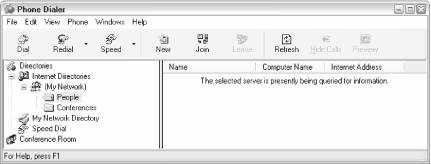 Phone Dialer
File Edit View Phone Windows Help
Dial Redial Speed New Join Leave Refresh Hide Calls Preview
Directories
Internet Directories
(My Network)
People
Conferences
My Network Directory
Speed Dial
Conference Room
Name Computer Name Internet Address
The selected server is presently being queried for information.
For Help, press F1